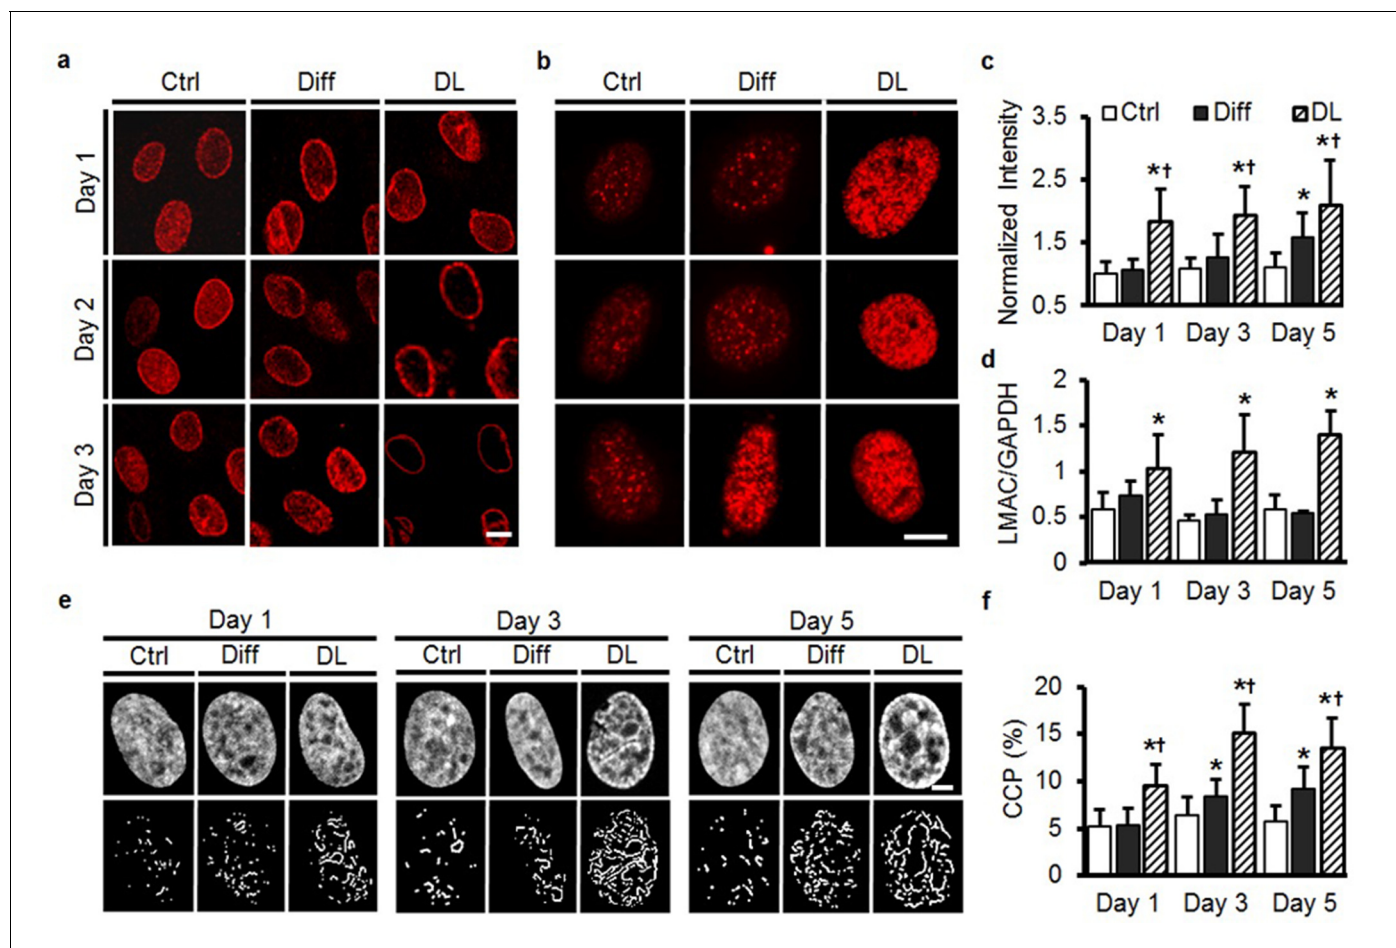 a
Ctrl Diff DL
Day 1
Day 2
Day 3
b
Ctrl Diff DL
c
Normalized Intensity
3.5
2.5
1.5
0.5
Ctrl Diff DL
*† *† * *†
Day 1 Day 3 Day 5
d
LMAC/GAPDH
2
1.5
1
0.5
0
* * *
Day 1 Day 3 Day 5
e
Day 1 Day 3 Day 5
Ctrl Diff DL Ctrl Diff DL Ctrl Diff DL
f
CCP (%)
20
15
10
5
0
*† * *† * *†
Day 1 Day 3 Day 5